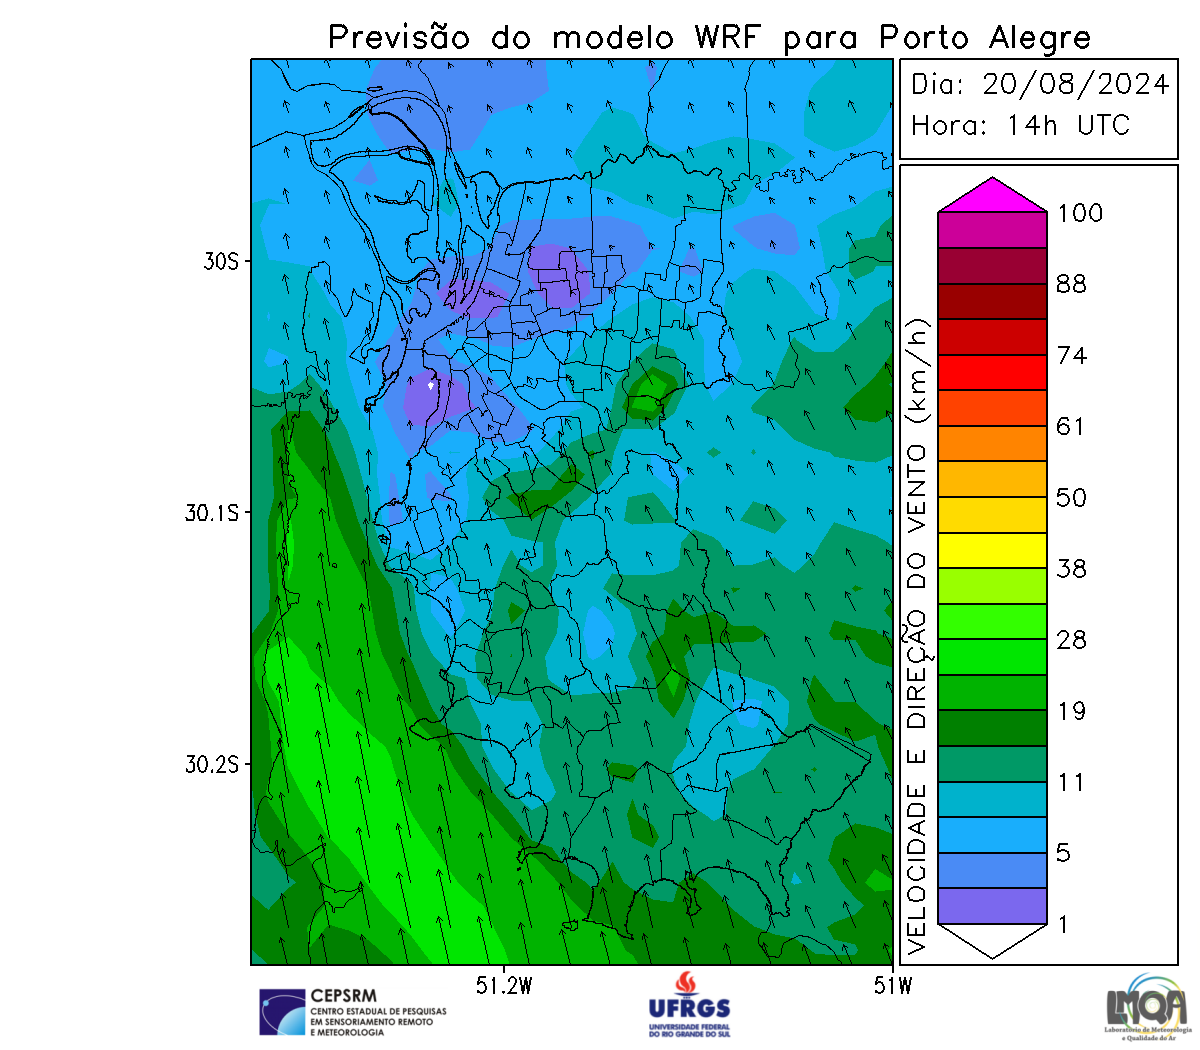 Previsão do modelo WRF para Porto Alegre
Dia: 20/08/2024
Hora: 14h UTC
30S
30.1S
30.2S
51.2W
51W
VELOCIDADE E DIREÇÃO DO VENTO (km/h)
100
88
74
61
50
38
28
19
11
5
1
CEPSRM
CENTRO ESTADUAL DE PESQUISAS
EM SENSORIAMENTO REMOTO
E METEOROLOGIA
UFRGS
UNIVERSIDADE FEDERAL
DO RIO GRANDE DO SUL
LMQA
Laboratório de Meteorologia
e Qualidade do Ar